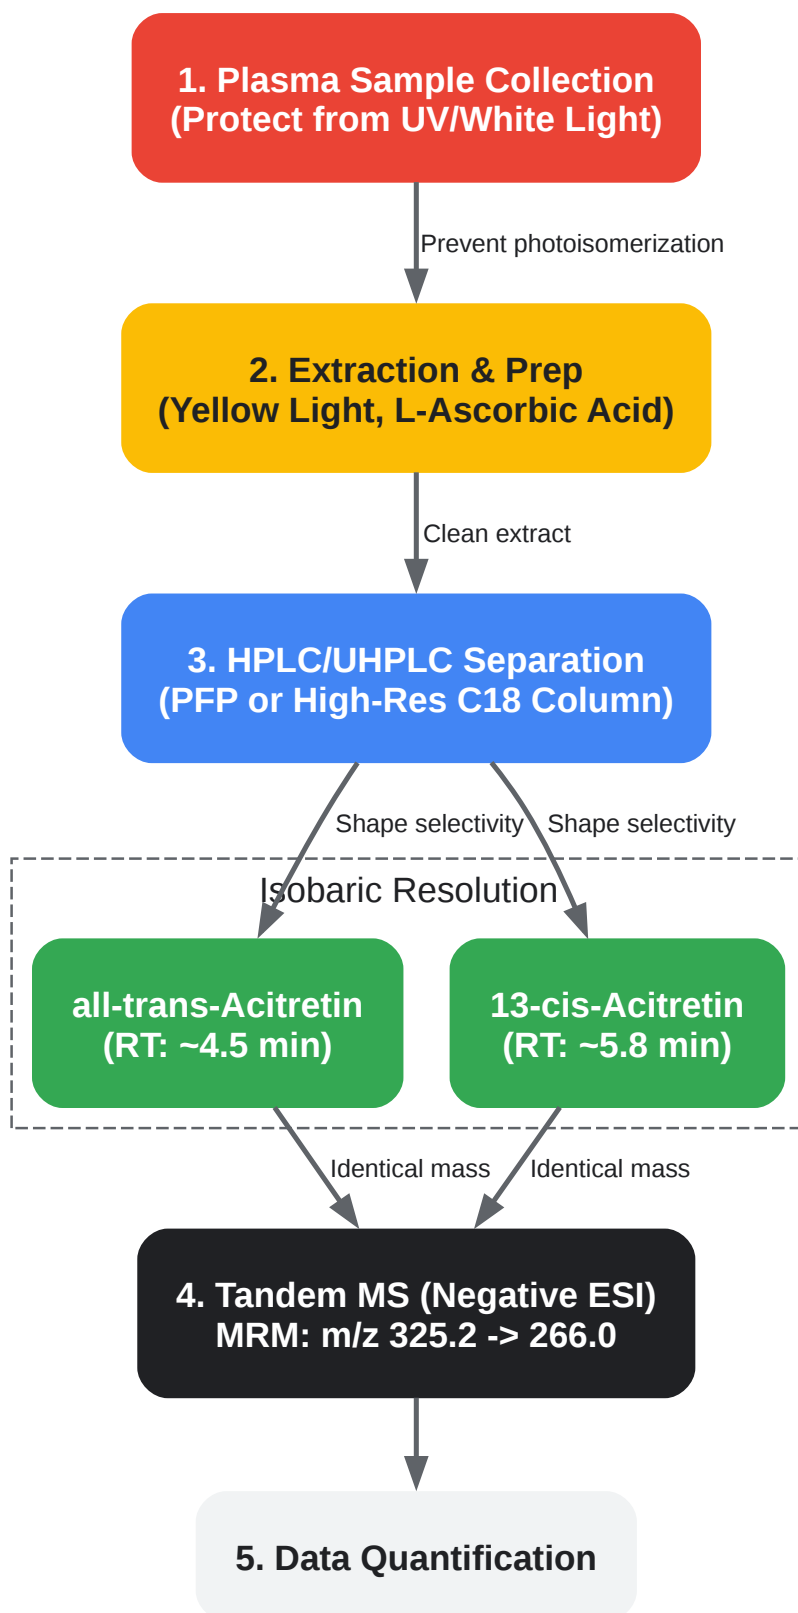 1. Plasma Sample Collection
(Protect from UV/White Light)
Prevent photoisomerization
2. Extraction & Prep
(Yellow Light, L-Ascorbic Acid)
Clean extract
3. HPLC/UHPLC Separation
(PFP or High-Res C18 Column)
Shape selectivity
Shape selectivity
Isobaric Resolution
all-trans-Acitretin
(RT: ~4.5 min)
13-cis-Acitretin
(RT: ~5.8 min)
Identical mass
Identical mass
4. Tandem MS (Negative ESI)
MRM: m/z 325.2 -> 266.0
5. Data Quantification